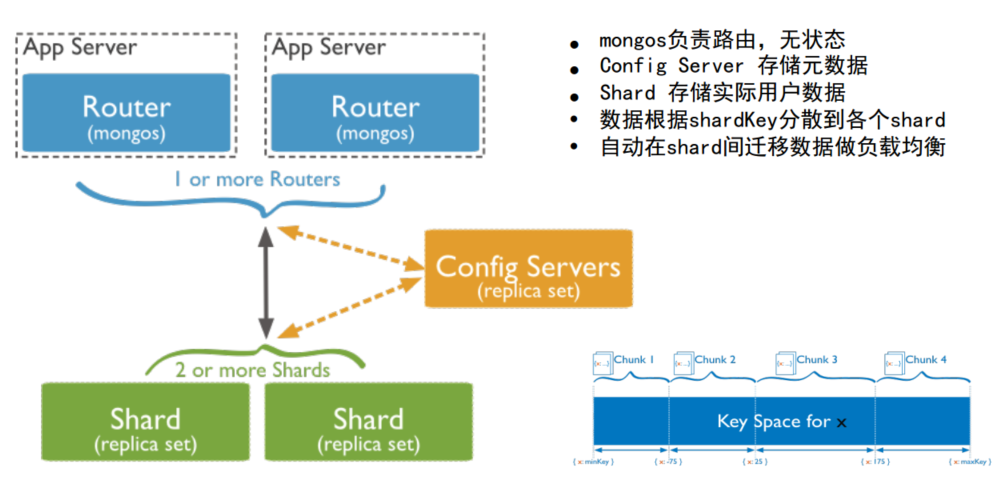 App Server
Router
(mongos)
App Server
Router
(mongos)
1 or more Routers
Config Servers
(replica set)
2 or more Shards
Shard
(replica set)
Shard
(replica set)
• mongos负责路由，无状态
• Config Server 存储元数据
• Shard 存储实际用户数据
• 数据根据shardKey分散到各个shard
• 自动在shard间迁移数据做负载均衡
{x:...} Chunk 1
{x:...} Chunk 2
{x:...} Chunk 3
{x:...} Chunk 4
Key Space for x
{ x: minKey }
{ x: -75 }
{ x: 25 }
{ x: 175 }
{ x: maxKey }